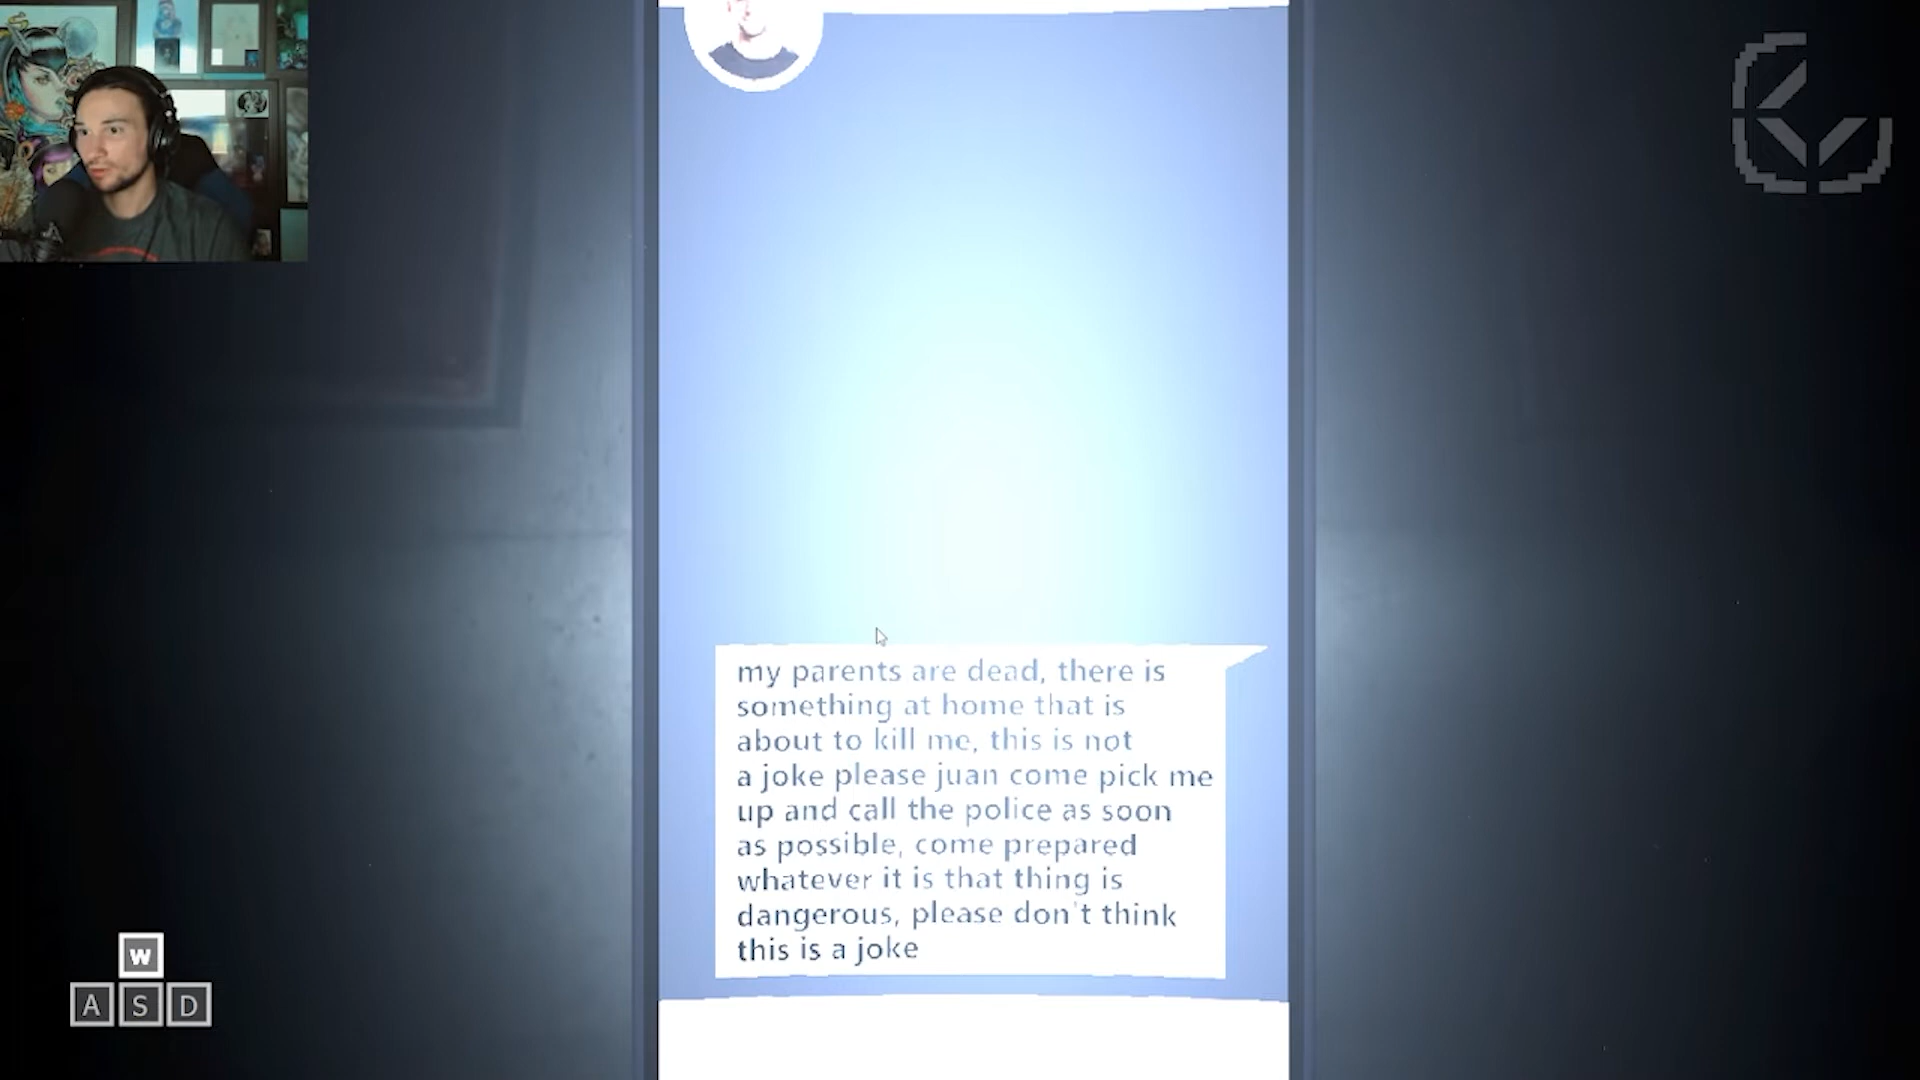 my parents are dead, there is
something at home that is
about to kill me, this is not
a joke please juan come pick me
up and call the police as soon
as possible, come prepared
whatever it is that thing is
dangerous, please don't think
this is a joke
W
A S D